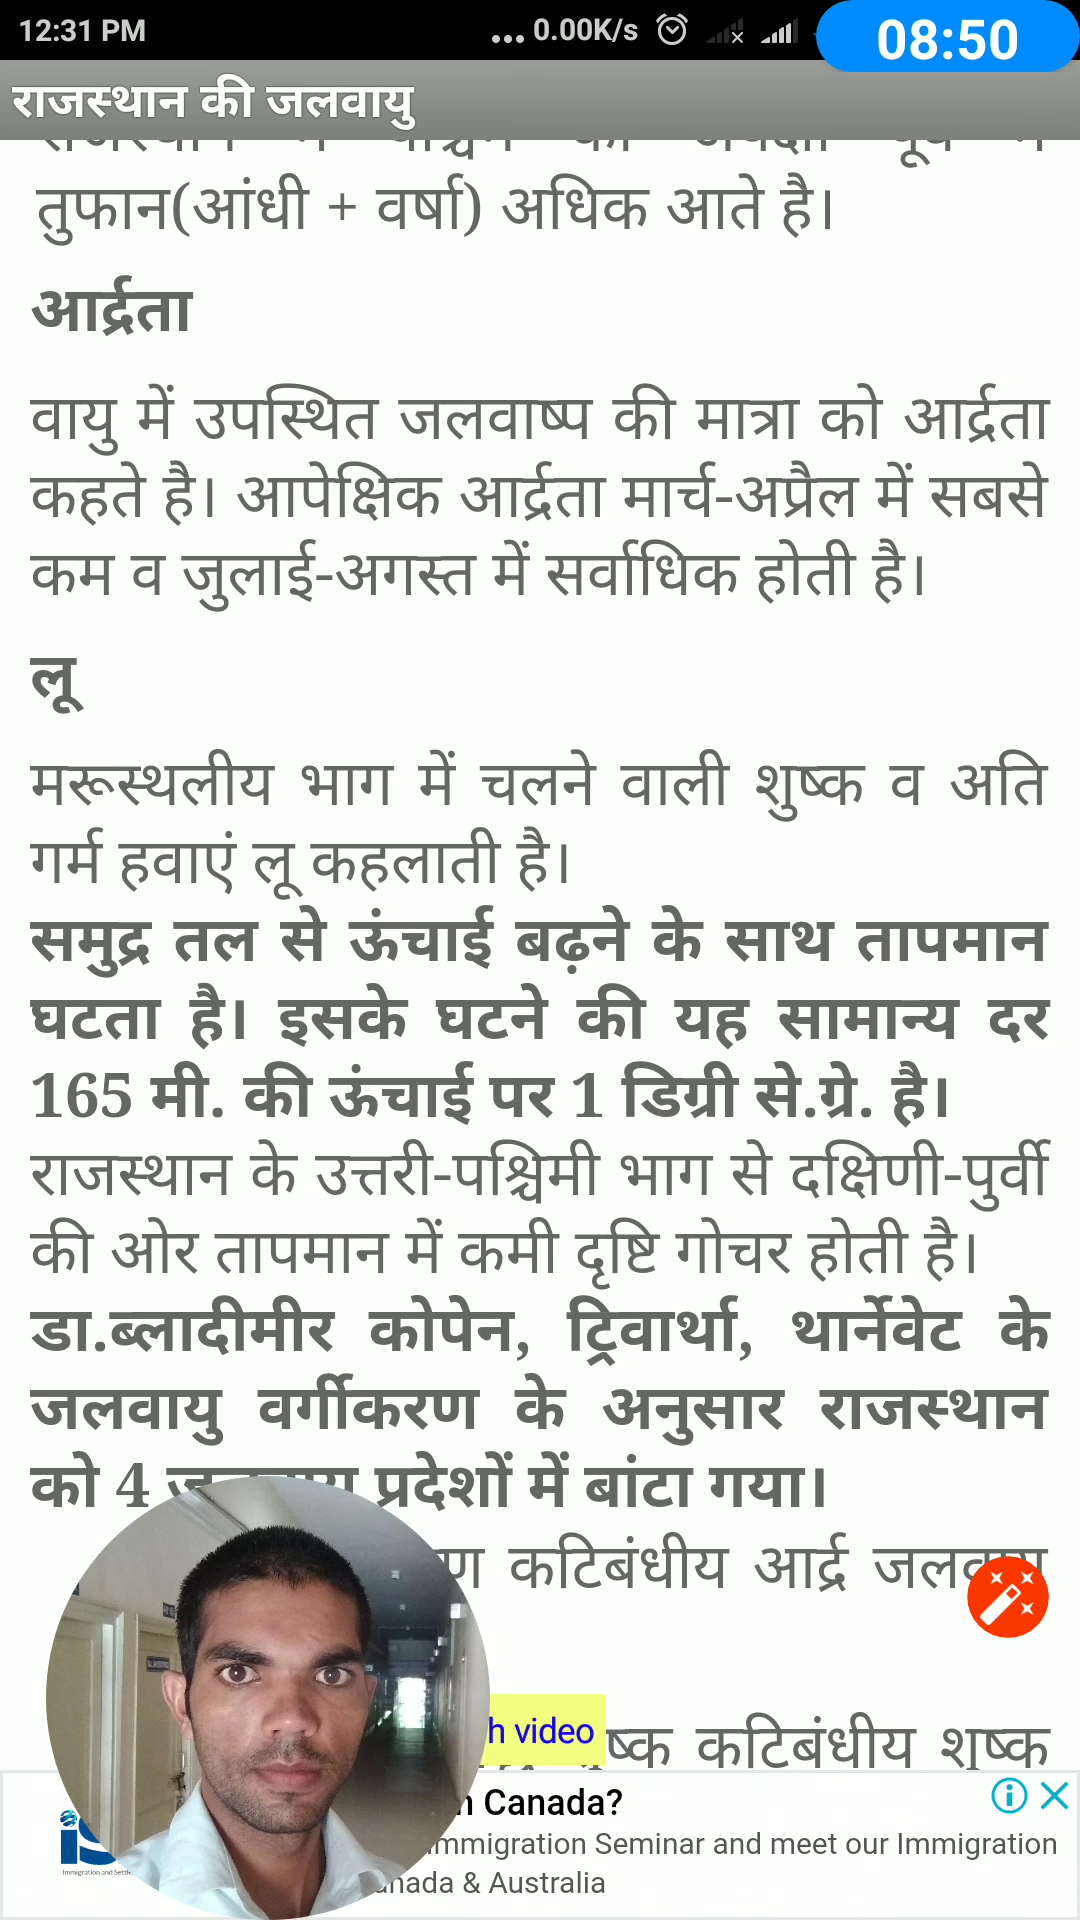 12:31 PM
...0.00K/s
08:50
राजस्थान की जलवायु
तुफान(आंधी + वर्षा) अधिक आते है।
आर्द्रता
वायु में उपस्थित जलवाष्प की मात्रा को आर्द्रता
कहते है। आपेक्षिक आर्द्रता मार्च-अप्रैल में सबसे
कम व जुलाई-अगस्त में सर्वाधिक होती है।
लू
मरूस्थलीय भाग में चलने वाली शुष्क व अति
गर्म हवाएं लू कहलाती है।
समुद्र तल से ऊंचाई बढ़ने के साथ तापमान
घटता है। इसके घटने की यह सामान्य दर
165 मी. की ऊंचाई पर 1 डिग्री से.ग्रे. है।
राजस्थान के उत्तरी-पश्चिमी भाग से दक्षिणी-पुर्वी
की ओर तापमान में कमी दृष्टि गोचर होती है।
डा.ब्लादीमीर कोपेन, ट्रिवार्था, थार्नेवेट के
जलवायु वर्गीकरण के अनुसार राजस्थान
को 4 प्रदेशों में बांटा गया।
कटिबंधीय आर्द्र
video
कटिबंधीय शुष्क
Canada?
Immigration Seminar and meet our Immigration
& Australia